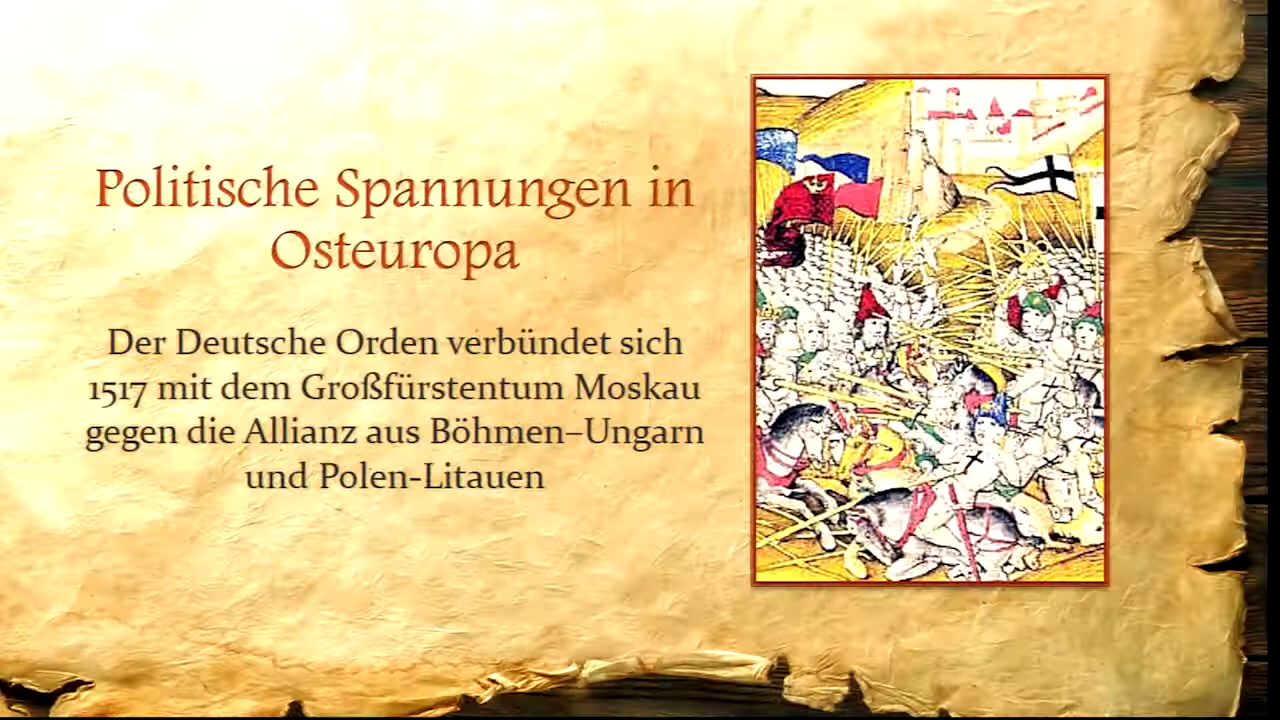 Politische Spannungen in
Osteuropa
Der Deutsche Orden verbündet sich
1517 mit dem Großfürstentum Moskau
gegen die Allianz aus Böhmen–Ungarn
und Polen-Litauen